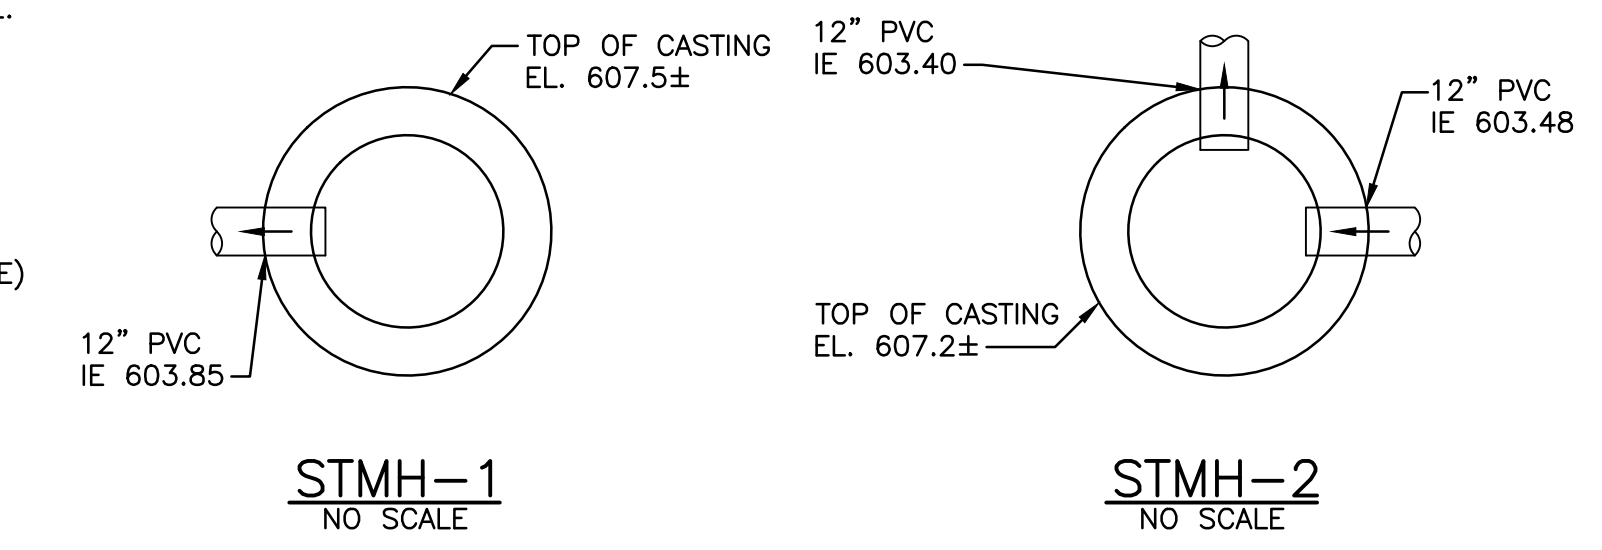 TOP OF CASTING
EL. 607.5±
12” PVC
IE 603.85
STMH-1
NO SCALE
12” PVC
IE 603.40
12” PVC
IE 603.48
TOP OF CASTING
EL. 607.2±
STMH-2
NO SCALE
E)